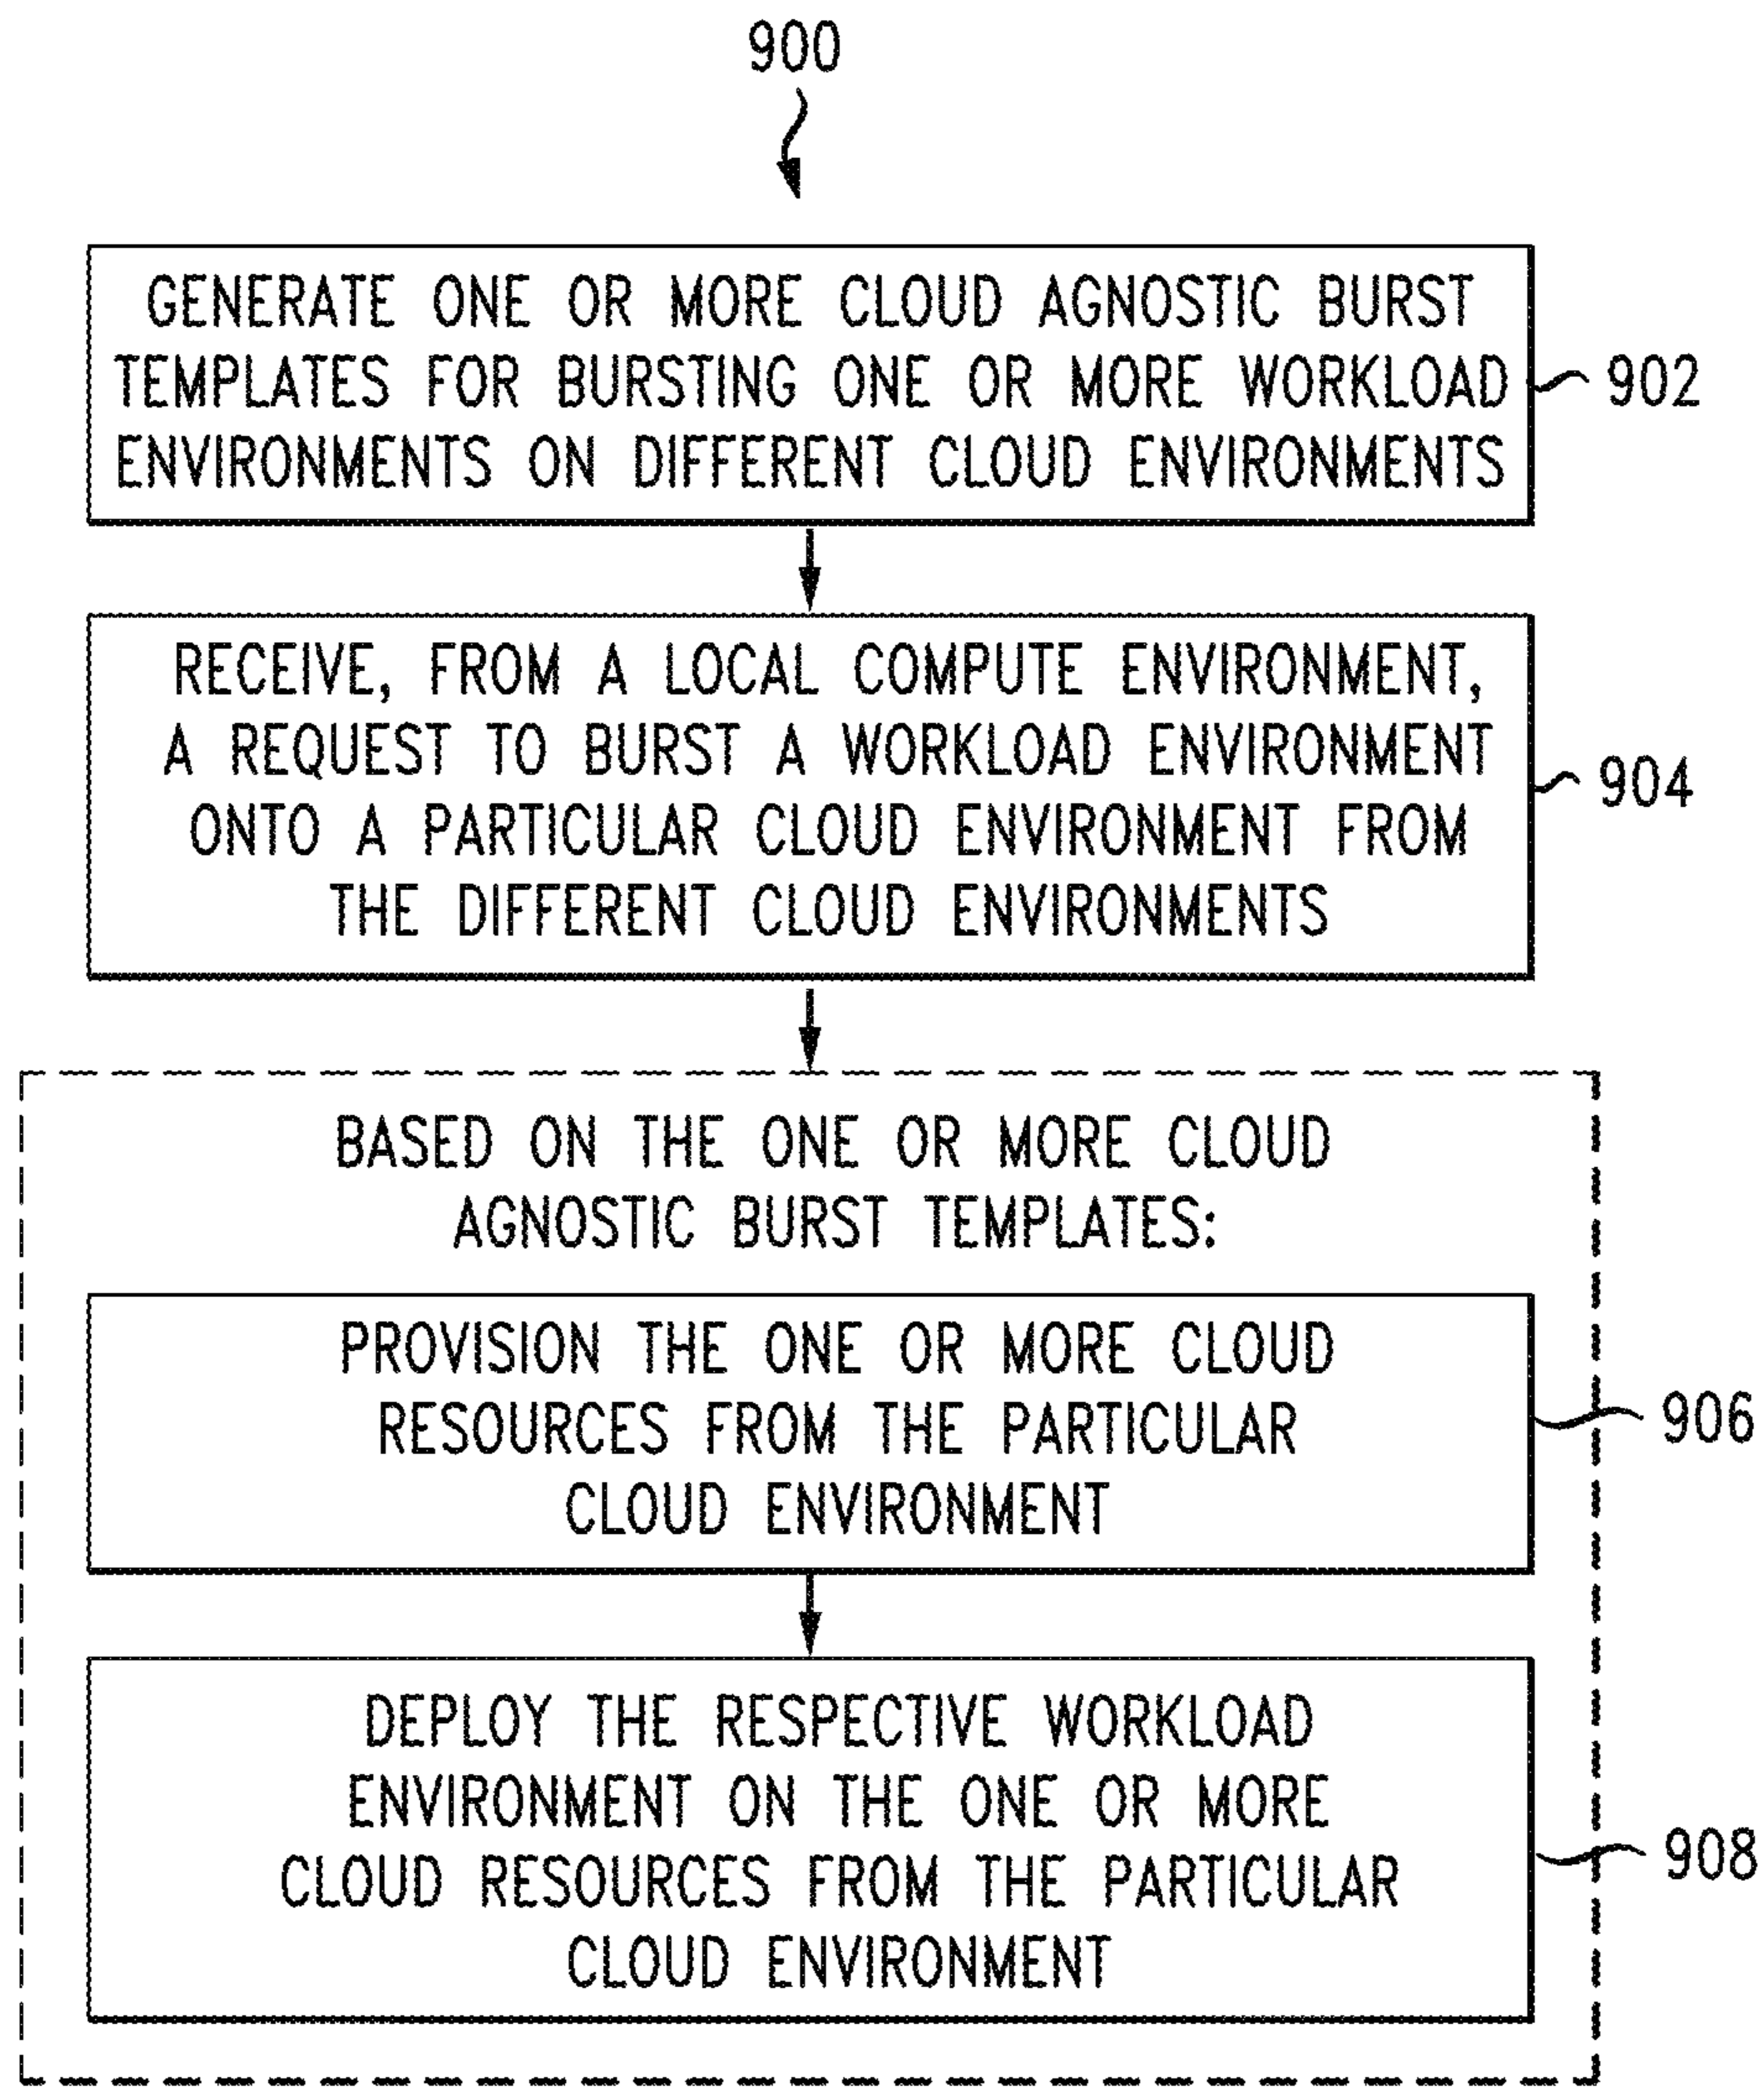 900
GENERATE ONE OR MORE CLOUD AGNOSTIC BURST
TEMPLATES FOR BURSTING ONE OR MORE WORKLOAD
ENVIRONMENTS ON DIFFERENT CLOUD ENVIRONMENTS
902
RECEIVE, FROM A LOCAL COMPUTE ENVIRONMENT,
A REQUEST TO BURST A WORKLOAD ENVIRONMENT
ONTO A PARTICULAR CLOUD ENVIRONMENT FROM
THE DIFFERENT CLOUD ENVIRONMENTS
904
BASED ON THE ONE OR MORE CLOUD
AGNOSTIC BURST TEMPLATES:
PROVISION THE ONE OR MORE CLOUD
RESOURCES FROM THE PARTICULAR
CLOUD ENVIRONMENT
906
DEPLOY THE RESPECTIVE WORKLOAD
ENVIRONMENT ON THE ONE OR MORE
CLOUD RESOURCES FROM THE PARTICULAR
CLOUD ENVIRONMENT
908